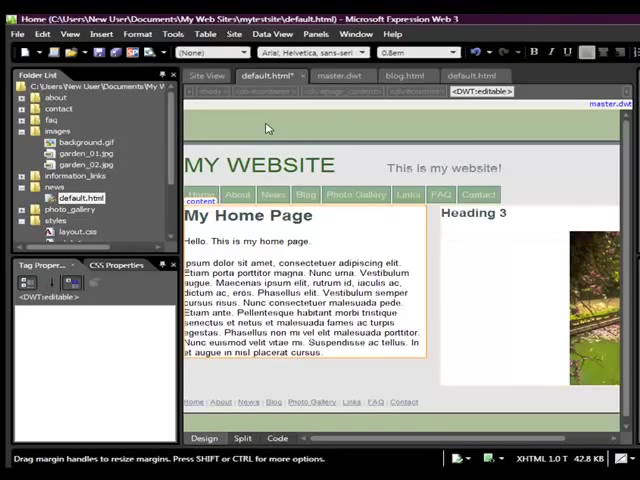 Home (C:\Users\New User\Documents\My Web Sites\mytestsite\default.html) - Microsoft Expression Web 3
File Edit View Insert Format Tools Table Site Data View Panels Window Help
(None) Arial, Helvetica, sans-seri 0.8em B I U
Folder List
Site View default.html* × master.dwt blog.html default.html
C:\Users\New User\Documents\My W
<DWT:editable>
about
contact
faq
images
background.gif
garden_01.jpg
garden_02.jpg
information_links
news
default.html
photo_gallery
styles
layout.css
master.dwt
MY WEBSITE
This is my website!
Home About News Blog Photo Gallery Links FAQ Contact
content
My Home Page
Heading 3
Hello. This is my home page.
Ipsum dolor sit amet, consectetuer adipiscing elit.
Etiam porta porttitor magna. Nunc urna. Vestibulum
augue. Maecenas ipsum elit, rutrum id, iaculis ac,
dictum ac, eros. Phasellus elit. Vestibulum semper
cursus risus. Nunc consectetuer malesuada pede.
Etiam ante. Pellentesque habitant morbi tristique
senectus et netus et malesuada fames ac turpis
egestas. Phasellus non mi vel elit malesuada porttitor.
Nunc euismod velit vitae mi. Suspendisse ac tellus. In
et augue in nisl placerat cursus.
Home | About | News | Blog | Photo Gallery | Links | FAQ | Contact
Tag Proper... × CSS Properties
<DWT:editable>
Design Split Code
Drag margin handles to resize margins. Press SHIFT or CTRL for more options.
XHTML 1.0 T 42.8 KB